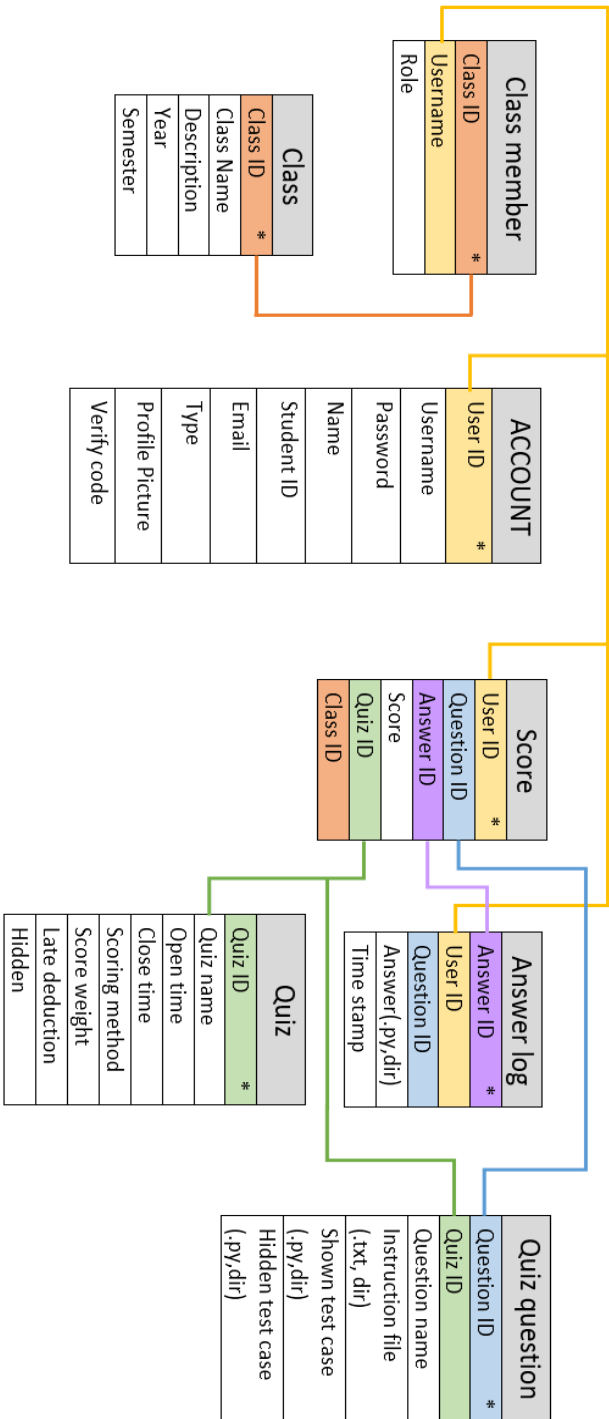 Class member
Class ID *
Username
Role
Class
Class ID *
Class Name
Description
Year
Semester
ACCOUNT
User ID *
Username
Password
Name
Student ID
Email
Type
Profile Picture
Verify code
Score
User ID *
Question ID
Answer ID
Score
Quiz ID
Class ID
Answer log
Answer ID *
User ID
Question ID
Answer(.py,dir)
Time stamp
Quiz
Quiz ID *
Quiz name
Open time
Close time
Scoring method
Score weight
Late deduction
Hidden
Quiz question
Question ID *
Quiz ID
Question name
Instruction file
(.txt, dir)
Shown test case
(.py,dir)
Hidden test case
(.py,dir)